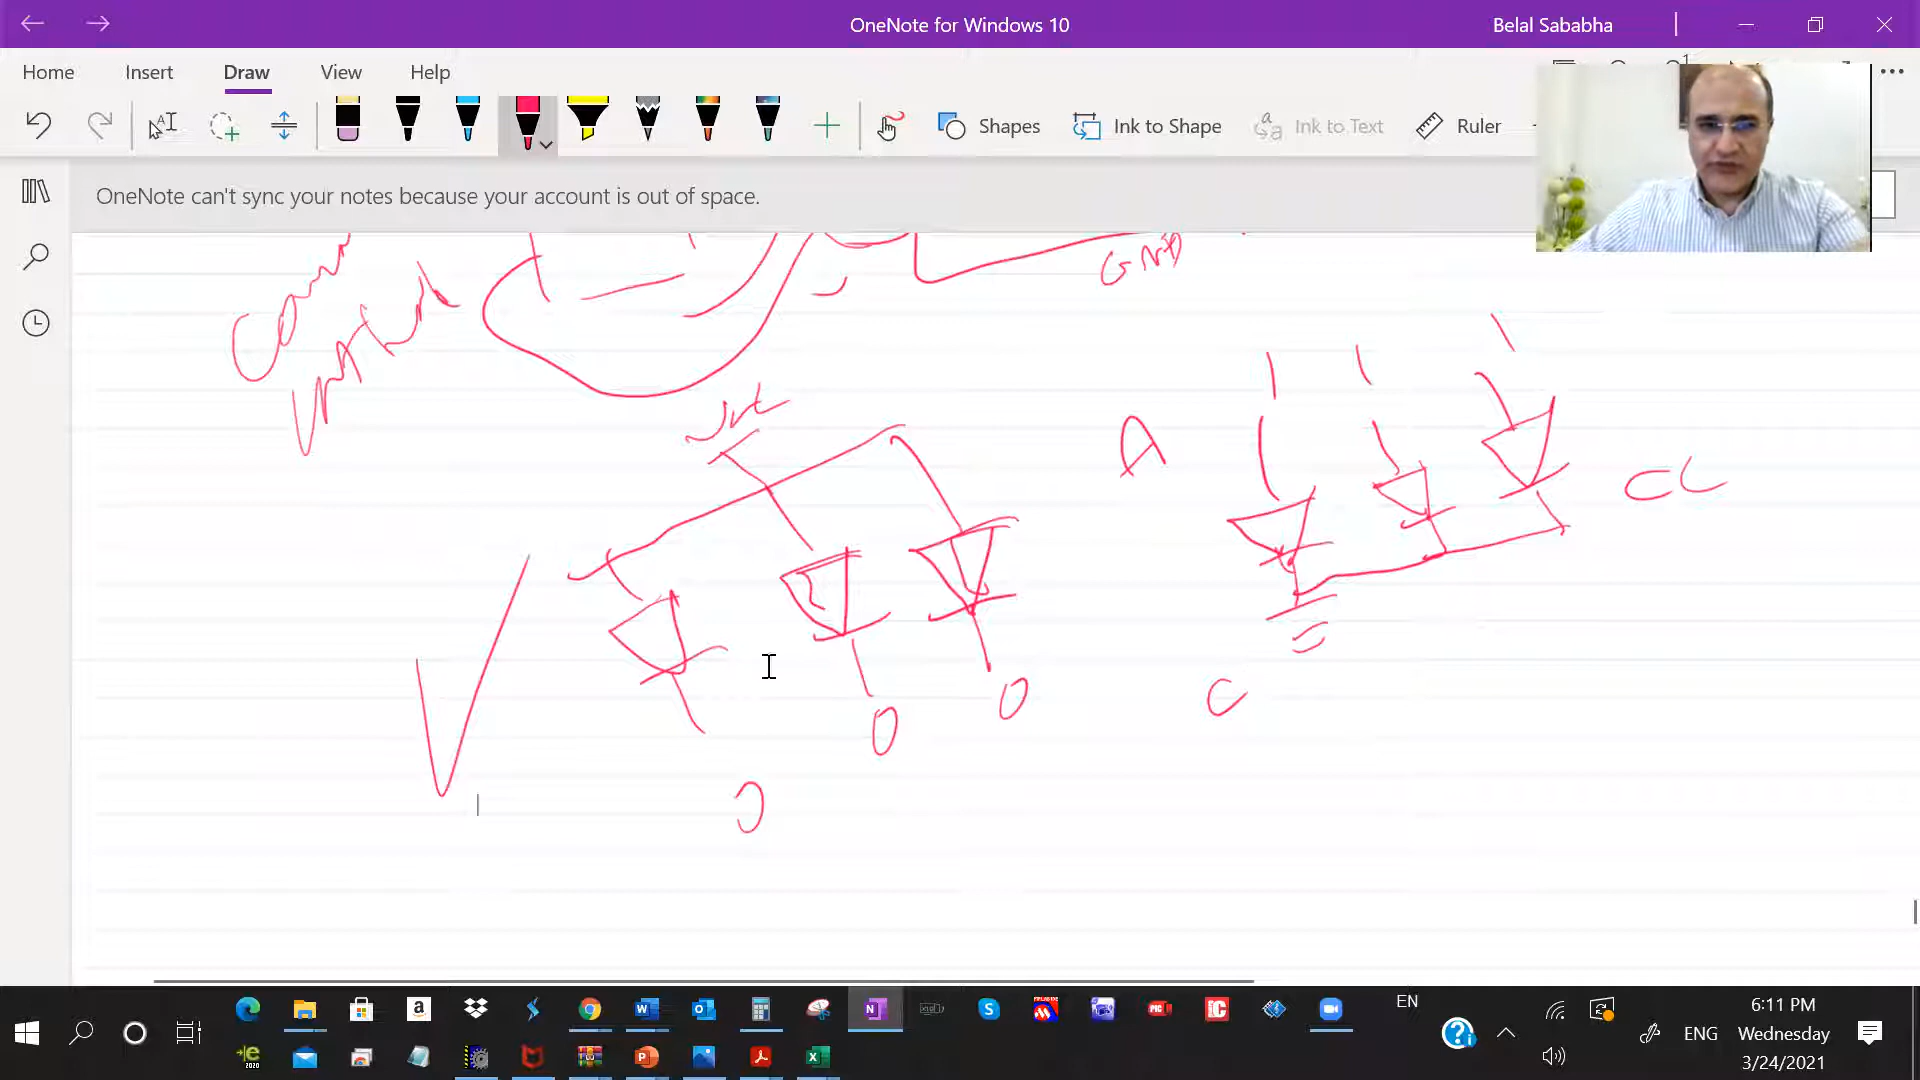 OneNote for Windows 10
Belal Sababha
Home Insert Draw View Help
Shapes Ink to Shape Ink to Text Ruler
OneNote can't sync your notes because your account is out of space.
GND
A
CC
0
0
C
0
EN
6:11 PM
ENG Wednesday
3/24/2021